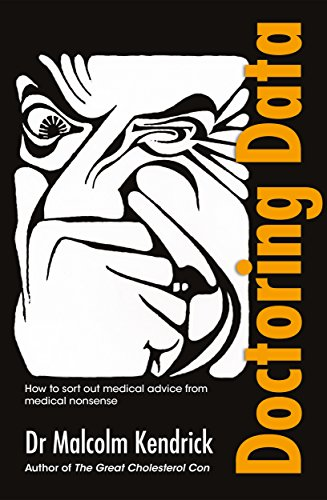 Doctoring Data
How to sort out medical advice from
medical nonsense
Dr Malcolm Kendrick
Author of The Great Cholesterol Con